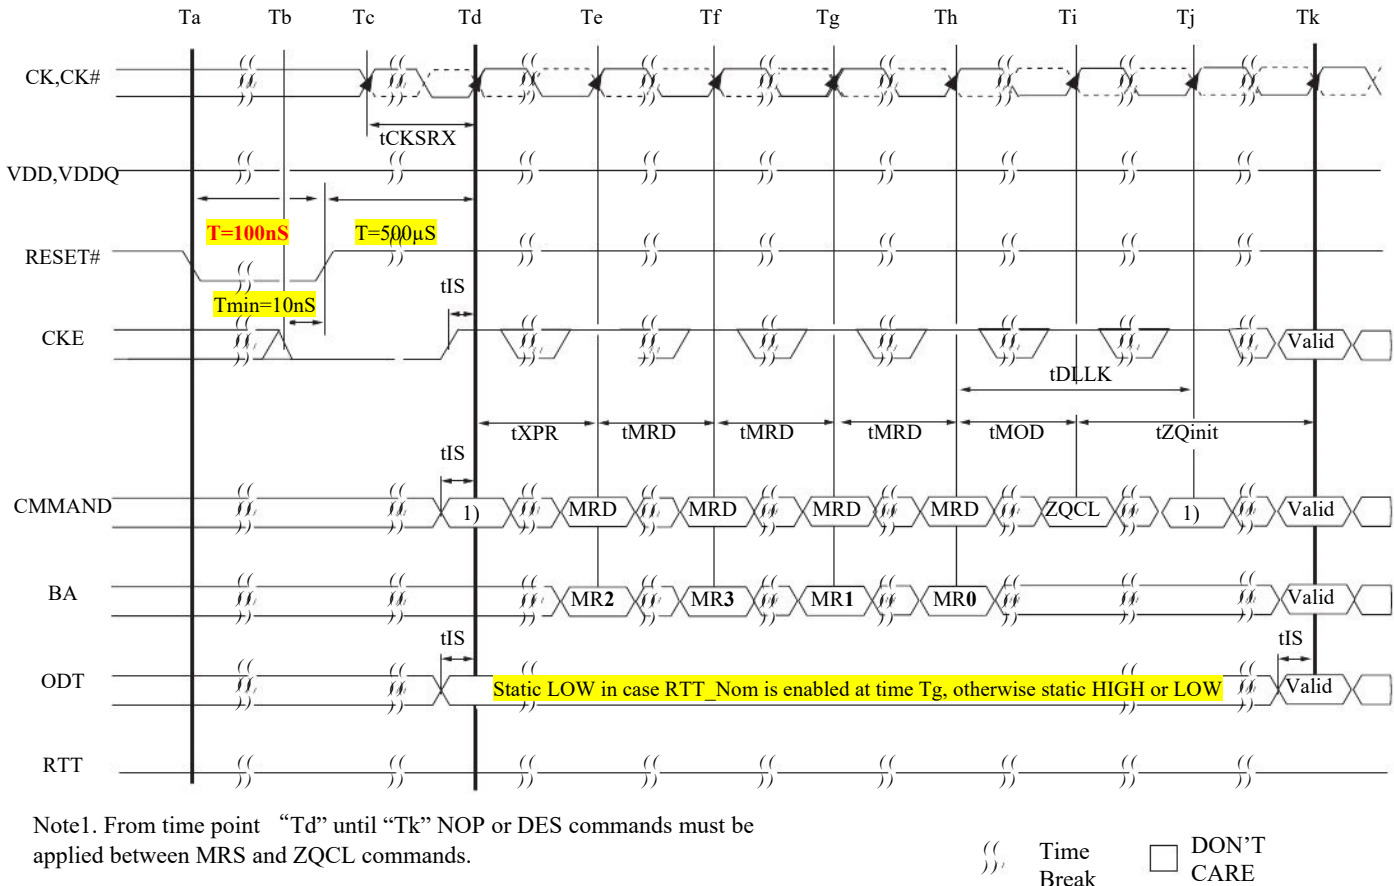 Ta Tb Tc Td Te Tf Tg Th Ti Tj Tk
CK,CK#
tCKSRX
VDD,VDDQ
T=100nS T=500µS
RESET#
tIS
Tmin=10nS
CKE Valid
tDLLK
tXPR tMRD tMRD tMRD tMOD tZQinit
tIS
CMMAND 1) MRD MRD MRD MRD ZQCL 1) Valid
BA MR2 MR3 MR1 MR0 Valid
tIS tIS
ODT Static LOW in case RTT_Nom is enabled at time Tg, otherwise static HIGH or LOW Valid
RTT
Note1. From time point “Td” until “Tk” NOP or DES commands must be
applied between MRS and ZQCL commands.
Time
Break
DON’T
CARE